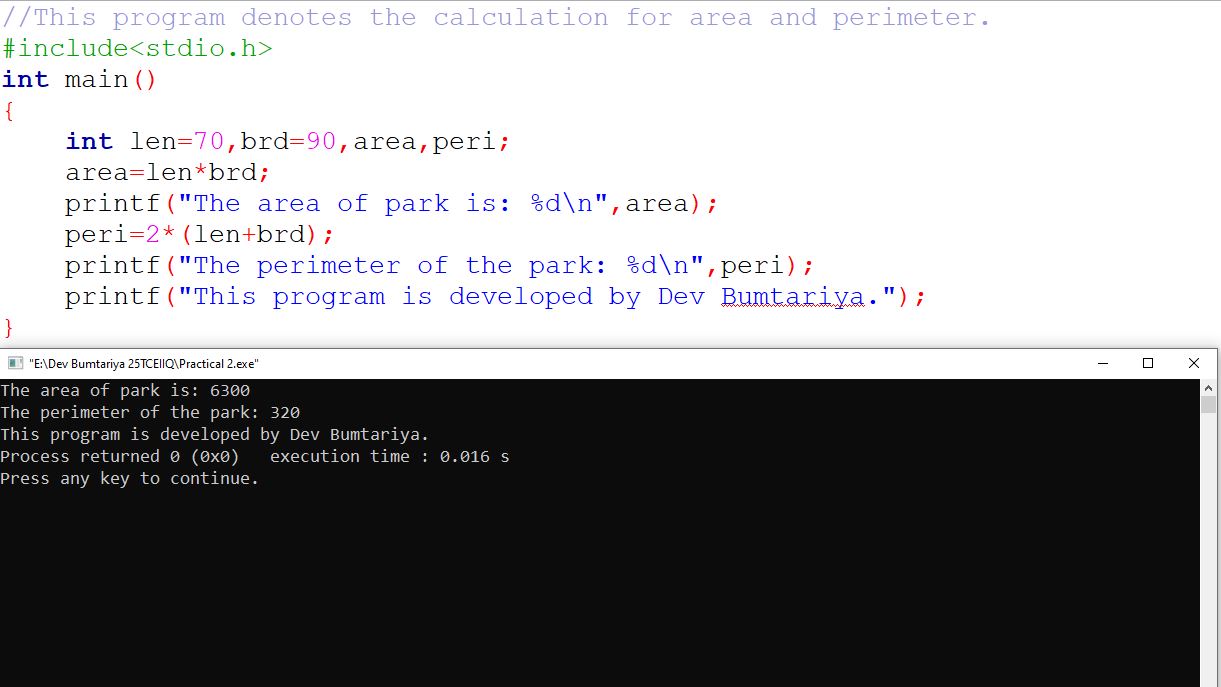 //This program denotes the calculation for area and perimeter.
#include<stdio.h>
int main()
{
    int len=70,brd=90,area,peri;
    area=len*brd;
    printf("The area of park is: %d\n",area);
    peri=2*(len+brd);
    printf("The perimeter of the park: %d\n",peri);
    printf("This program is developed by Dev Bumtariya.");
}
"E:\Dev Bumtariya 25TCEIIQ\Practical 2.exe"
The area of park is: 6300
The perimeter of the park: 320
This program is developed by Dev Bumtariya.
Process returned 0 (0x0)   execution time : 0.016 s
Press any key to continue.